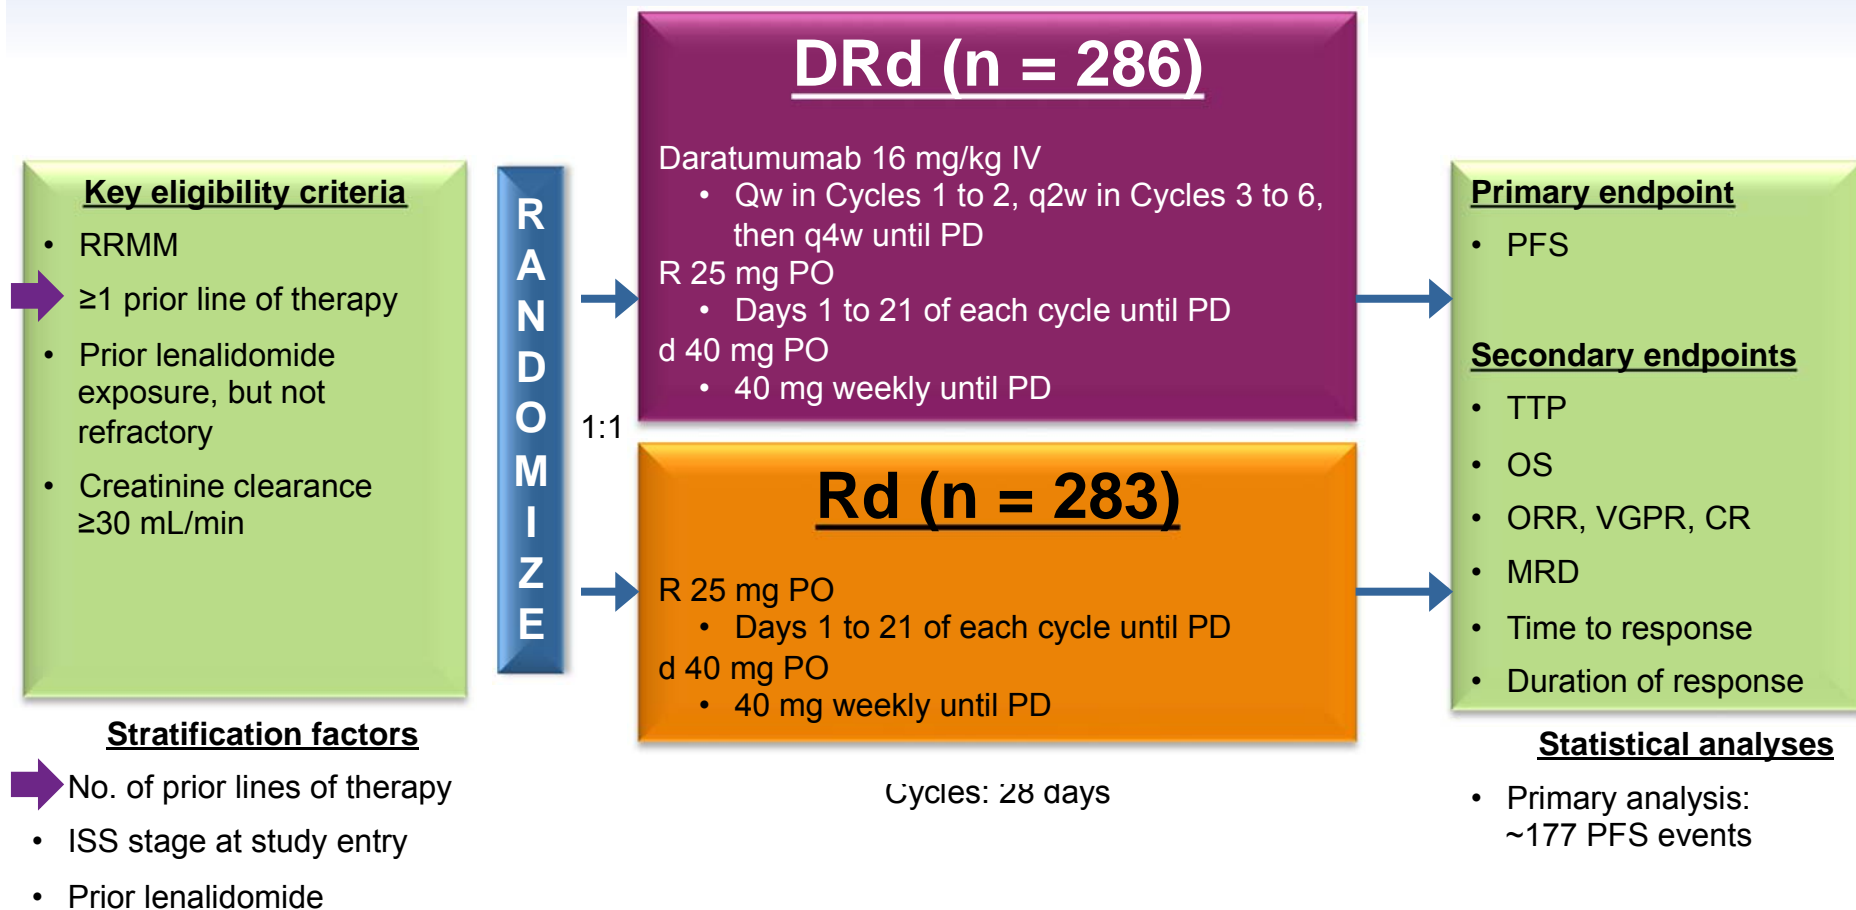 Key eligibility criteria
• RRMM
≥1 prior line of therapy
• Prior lenalidomide
exposure, but not
refractory
• Creatinine clearance
≥30 mL/min
Stratification factors
No. of prior lines of therapy
• ISS stage at study entry
• Prior lenalidomide
R
A
N
D
O
M
I
Z
E
1:1
DRd (n = 286)
Daratumumab 16 mg/kg IV
• Qw in Cycles 1 to 2, q2w in Cycles 3 to 6,
then q4w until PD
R 25 mg PO
• Days 1 to 21 of each cycle until PD
d 40 mg PO
• 40 mg weekly until PD
Rd (n = 283)
R 25 mg PO
• Days 1 to 21 of each cycle until PD
d 40 mg PO
• 40 mg weekly until PD
Cycles: 28 days
Primary endpoint
• PFS
Secondary endpoints
• TTP
• OS
• ORR, VGPR, CR
• MRD
• Time to response
• Duration of response
Statistical analyses
• Primary analysis:
~177 PFS events